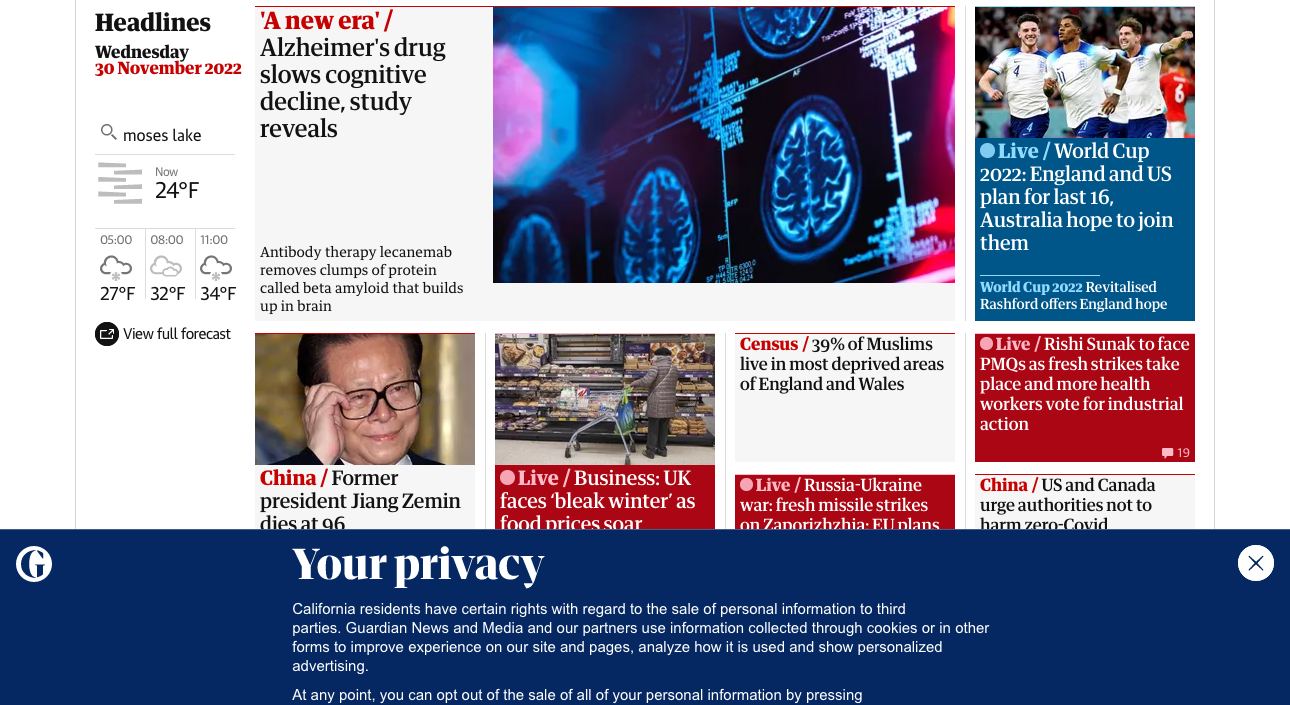 Headlines
Wednesday
30 November 2022
moses lake
Now
24°F
05:00
08:00
11:00
27°F
32°F
34°F
View full forecast
'A new era' /
Alzheimer's drug
slows cognitive
decline, study
reveals
Antibody therapy lecanemab
removes clumps of protein
called beta amyloid that builds
up in brain
4
11
5
6
Live / World Cup
2022: England and US
plan for last 16,
Australia hope to join
them
World Cup 2022 Revitalised
Rashford offers England hope
China / Former
president Jiang Zemin
dies at 96
Live / Business: UK
faces ‘bleak winter’ as
food prices soar
Census / 39% of Muslims
live in most deprived areas
of England and Wales
Live / Russia-Ukraine
war: fresh missile strikes
on Zaporizhzhia; EU plans
Live / Rishi Sunak to face
PMQs as fresh strikes take
place and more health
workers vote for industrial
action
19
China / US and Canada
urge authorities not to
harm zero-Covid
Your privacy
California residents have certain rights with regard to the sale of personal information to third
parties. Guardian News and Media and our partners use information collected through cookies or in other
forms to improve experience on our site and pages, analyze how it is used and show personalized
advertising.
At any point, you can opt out of the sale of all of your personal information by pressing